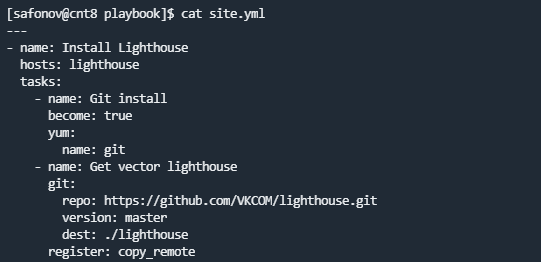 [safonov@cnt8 playbook]$ cat site.yml
---
- name: Install Lighthouse
  hosts: lighthouse
  tasks:
    - name: Git install
      become: true
      yum:
        name: git
    - name: Get vector lighthouse
      git:
        repo: https://github.com/VKCOM/lighthouse.git
        version: master
        dest: ./lighthouse
      register: copy_remote